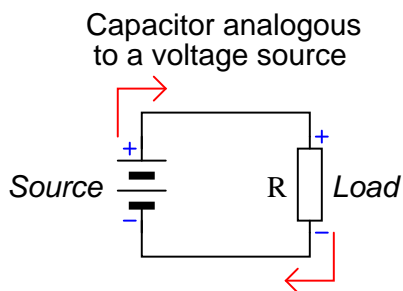 Capacitor analogous
to a voltage source
+ +
Source R Load
- -